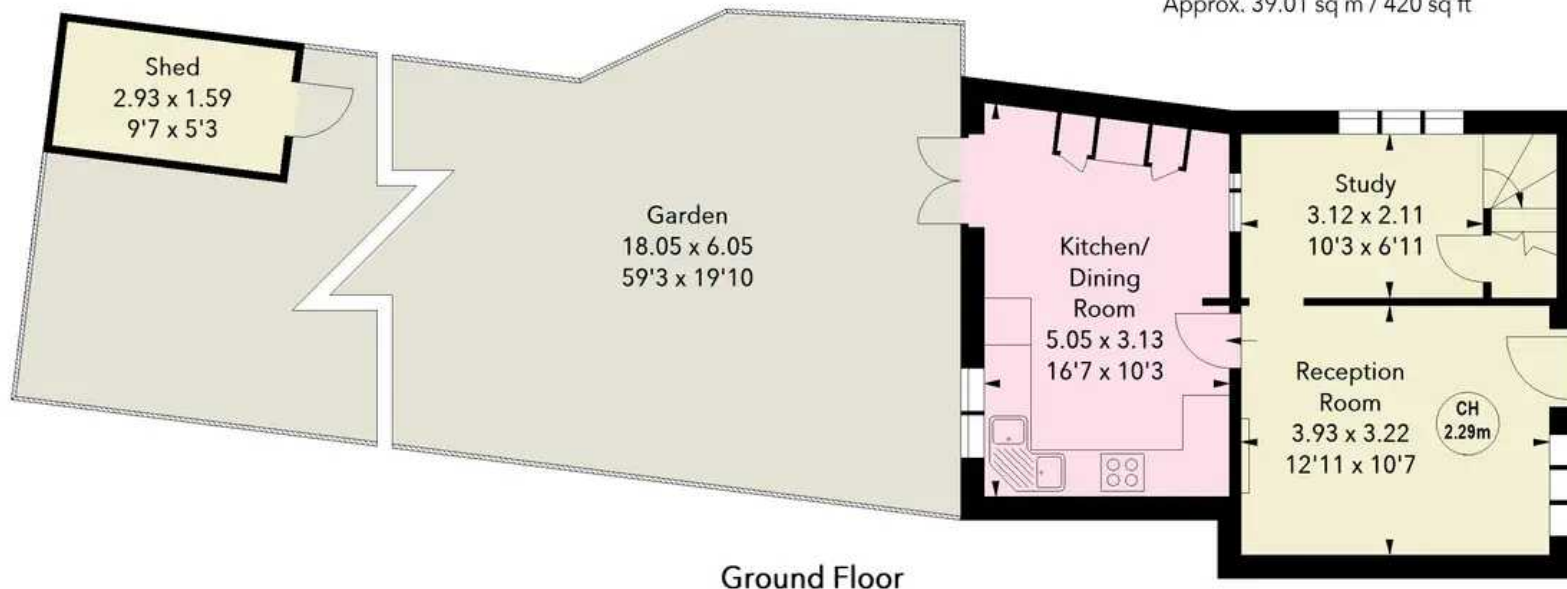 Approx. 39.01 sq m / 420 sq ft
Shed
2.93 x 1.59
9'7 x 5'3
Garden
18.05 x 6.05
59'3 x 19'10
Kitchen/
Dining
Room
5.05 x 3.13
16'7 x 10'3
Study
3.12 x 2.11
10'3 x 6'11
Reception
Room
3.93 x 3.22
12'11 x 10'7
CH
2.29m
Ground Floor